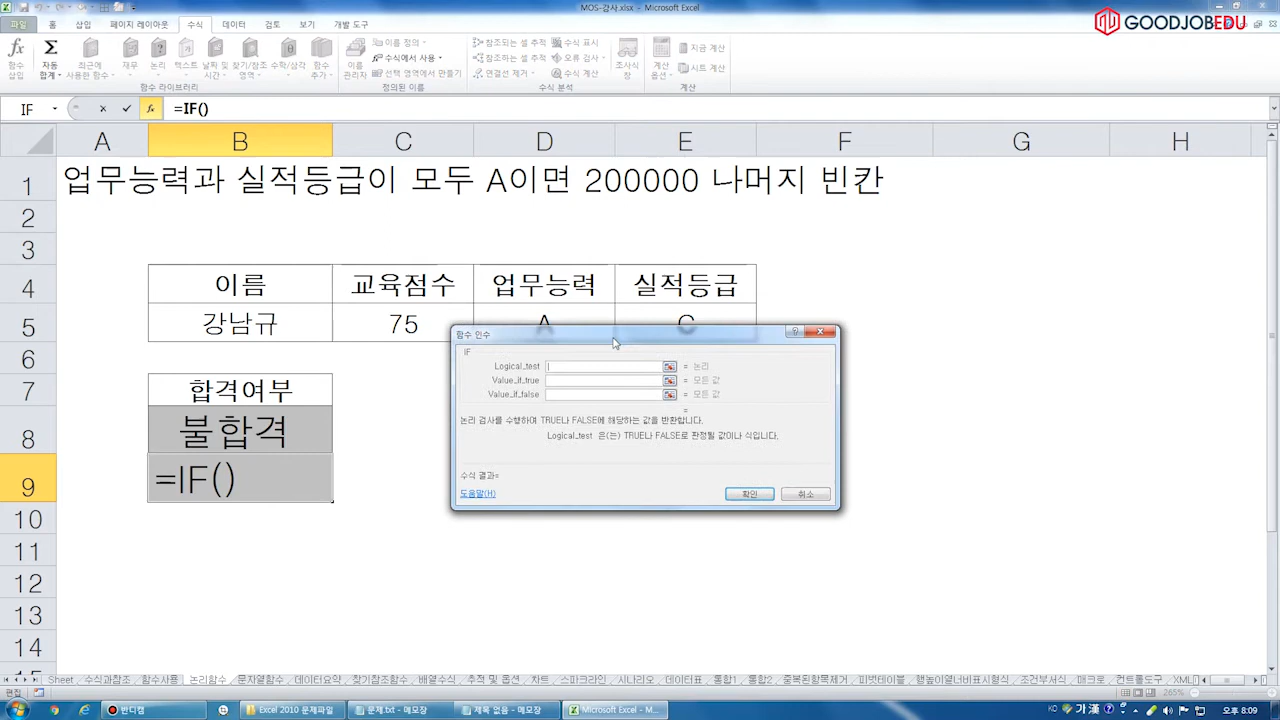 MOS-감사.xlsx - Microsoft Excel
파일 홈 삽입 페이지 레이아웃 수식 데이터 검토 보기 개발 도구
GOODJOBEDU
함수 삽입 자동 합계 최근에 사용한 함수 재무 논리 텍스트 날짜 및 시간 찾기/참조 영역 수학/삼각 함수 추가
이름 관리자 이름 정의 수식에서 사용 선택 영역에서 만들기
참조되는 셀 추적 참조하는 셀 추적 연결선 제거 수식 표시 오류 검사 수식 계산 조사식 창
계산 옵션 지금 계산 시트 계산
함수 라이브러리 정의된 이름 수식 분석 계산
IF =IF()
A B C D E F G H
1 업무능력과 실적등급이 모두 A이면 200000 나머지 빈칸
2
3
4 이름 교육점수 업무능력 실적등급
5 강남규 75 A C
6
7 합격여부
8 불합격
9 =IF()
10
11
12
13
14
15
함수 인수
IF
Logical_test = 논리
Value_if_true = 모든 값
Value_if_false = 모든 값
=
논리 검사를 수행하여 TRUE나 FALSE에 해당하는 값을 반환합니다.
Logical_test 은(는) TRUE나 FALSE로 판정될 값이나 식입니다.
수식 결과=
도움말(H) 확인 취소
Sheet 수식과참조 함수사용 논리함수 문자열함수 데이터요약 찾기참조함수 배열수식 추적 및 옵션 차트 스파크라인 시나리오 데이터표 통합1 통합2 중복된항목제거 피벗테이블 행높이열너비표시형식 조건부서식 매크로 컨트롤도구 XML
편집 265%
반디캠 Excel 2010 문제파일 문제.txt - 메모장 제목 없음 - 메모장 Microsoft Excel - M... KO 가 漢 오후 8:09